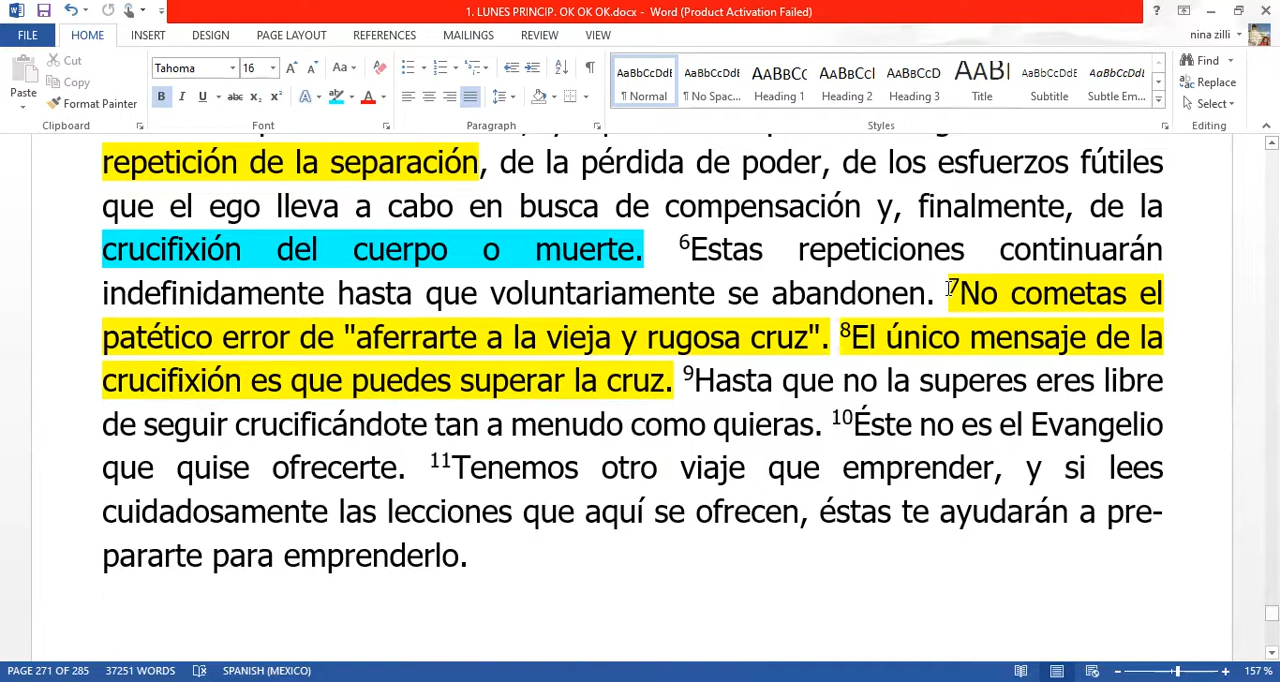 1. LUNES PRINCIP. OK OK OK.docx - Word (Product Activation Failed)
FILE HOME INSERT DESIGN PAGE LAYOUT REFERENCES MAILINGS REVIEW VIEW nina zilli
Cut
Copy
Format Painter
Paste
Tahoma 16
AaBbCcDdE AaBbCcDdE AaBbCc AaBbCcI AaBbCcD AaBI AaBbCcDdE AaBbCcDdE
¶ Normal ¶ No Spac... Heading 1 Heading 2 Heading 3 Title Subtitle Subtle Em...
Find
Replace
Select
Clipboard Font Paragraph Styles Editing
repetición de la separación, de la pérdida de poder, de los esfuerzos fútiles
que el ego lleva a cabo en busca de compensación y, finalmente, de la
crucifixión del cuerpo o muerte. ⁶Estas repeticiones continuarán
indefinidamente hasta que voluntariamente se abandonen. ⁷No cometas el
patético error de "aferrarte a la vieja y rugosa cruz". ⁸El único mensaje de la
crucifixión es que puedes superar la cruz. ⁹Hasta que no la superes eres libre
de seguir crucificándote tan a menudo como quieras. ¹⁰Éste no es el Evangelio
que quise ofrecerte. ¹¹Tenemos otro viaje que emprender, y si lees
cuidadosamente las lecciones que aquí se ofrecen, éstas te ayudarán a pre-
pararte para emprenderlo.
PAGE 271 OF 285 37251 WORDS SPANISH (MEXICO) 157 %